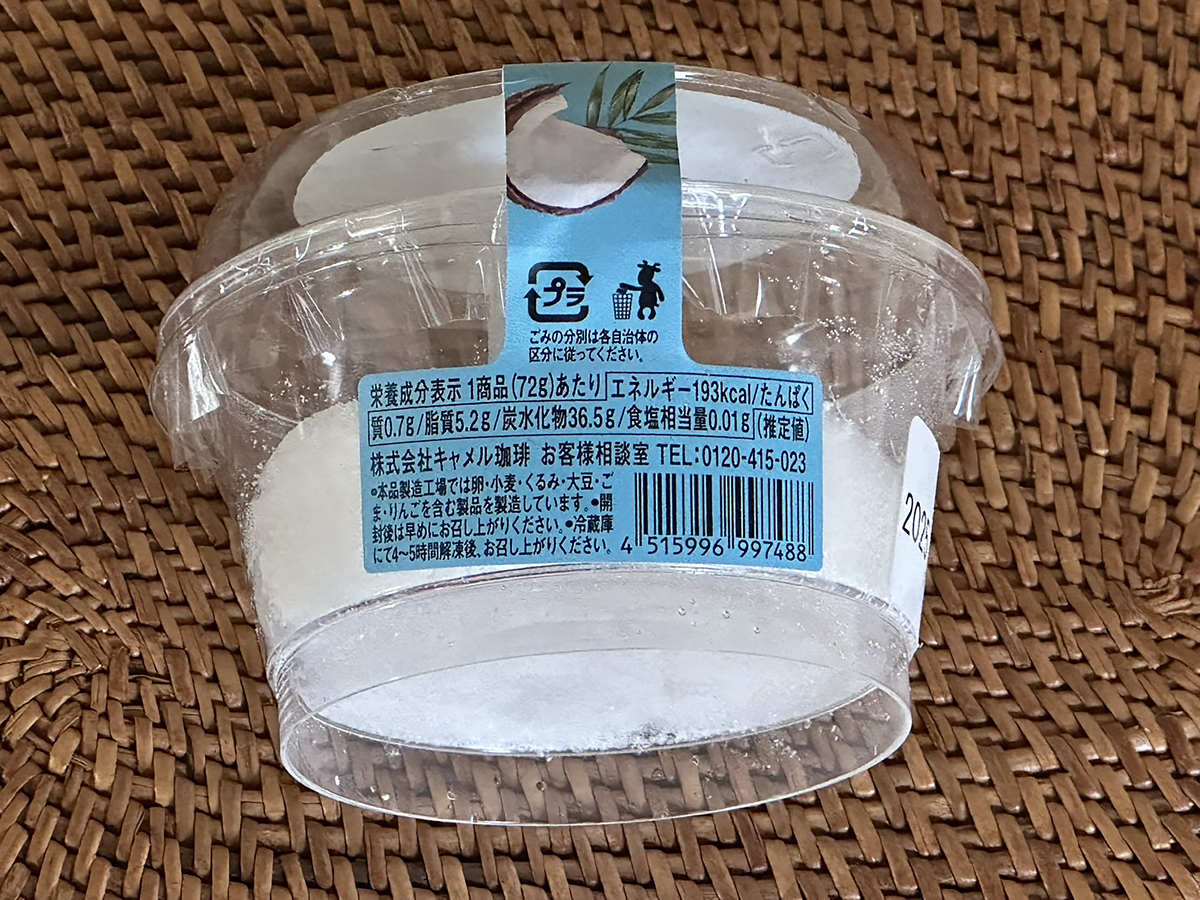 プラ
ごみの分別は各自治体の
区分に従ってください。
栄養成分表示 1商品(72g)あたり エネルギー193kcal/たんぱく
質0.7g/脂質5.2g/炭水化物36.5g/食塩相当量0.01g (推定値)
株式会社キャメル珈琲 お客様相談室 TEL:0120-415-023
●本品製造工場では卵・小麦・くるみ・大豆・ご
ま・りんごを含む製品を製造しています。●開
封後は早めにお召し上がりください。●冷蔵庫
にて4〜5時間解凍後、お召し上がりください。
4 515996 997488